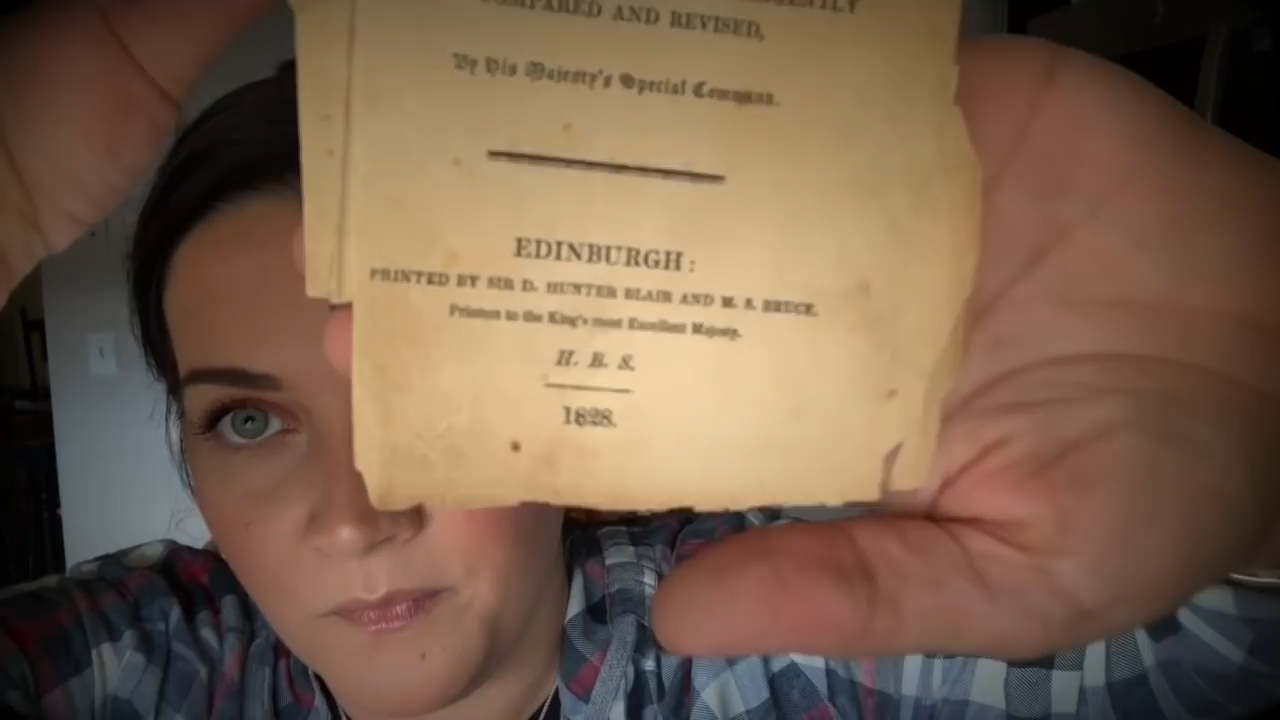 COMPARED AND REVISED,
By His Majesty's Special Command.
EDINBURGH:
PRINTED BY SIR D. HUNTER BLAIR AND M. S. BRUCE,
Printers to the King's most Excellent Majesty.
H. B. S.
1828.